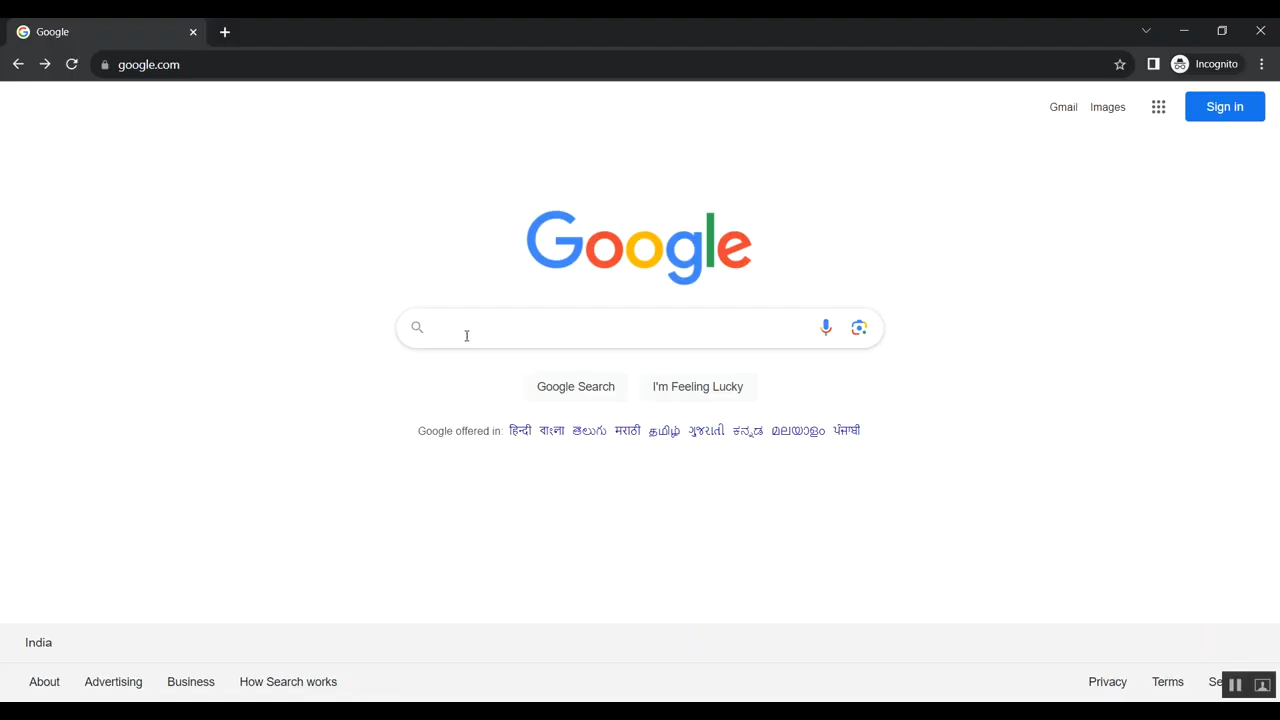 Google
google.com
Incognito
Gmail Images Sign in
Google
Google Search I'm Feeling Lucky
Google offered in: हिन्दी বাংলা తెలుగు मराठी தமிழ் ગુજરાતી ಕನ್ನಡ മലയാളം ਪੰਜਾਬੀ
India
About Advertising Business How Search works Privacy Terms